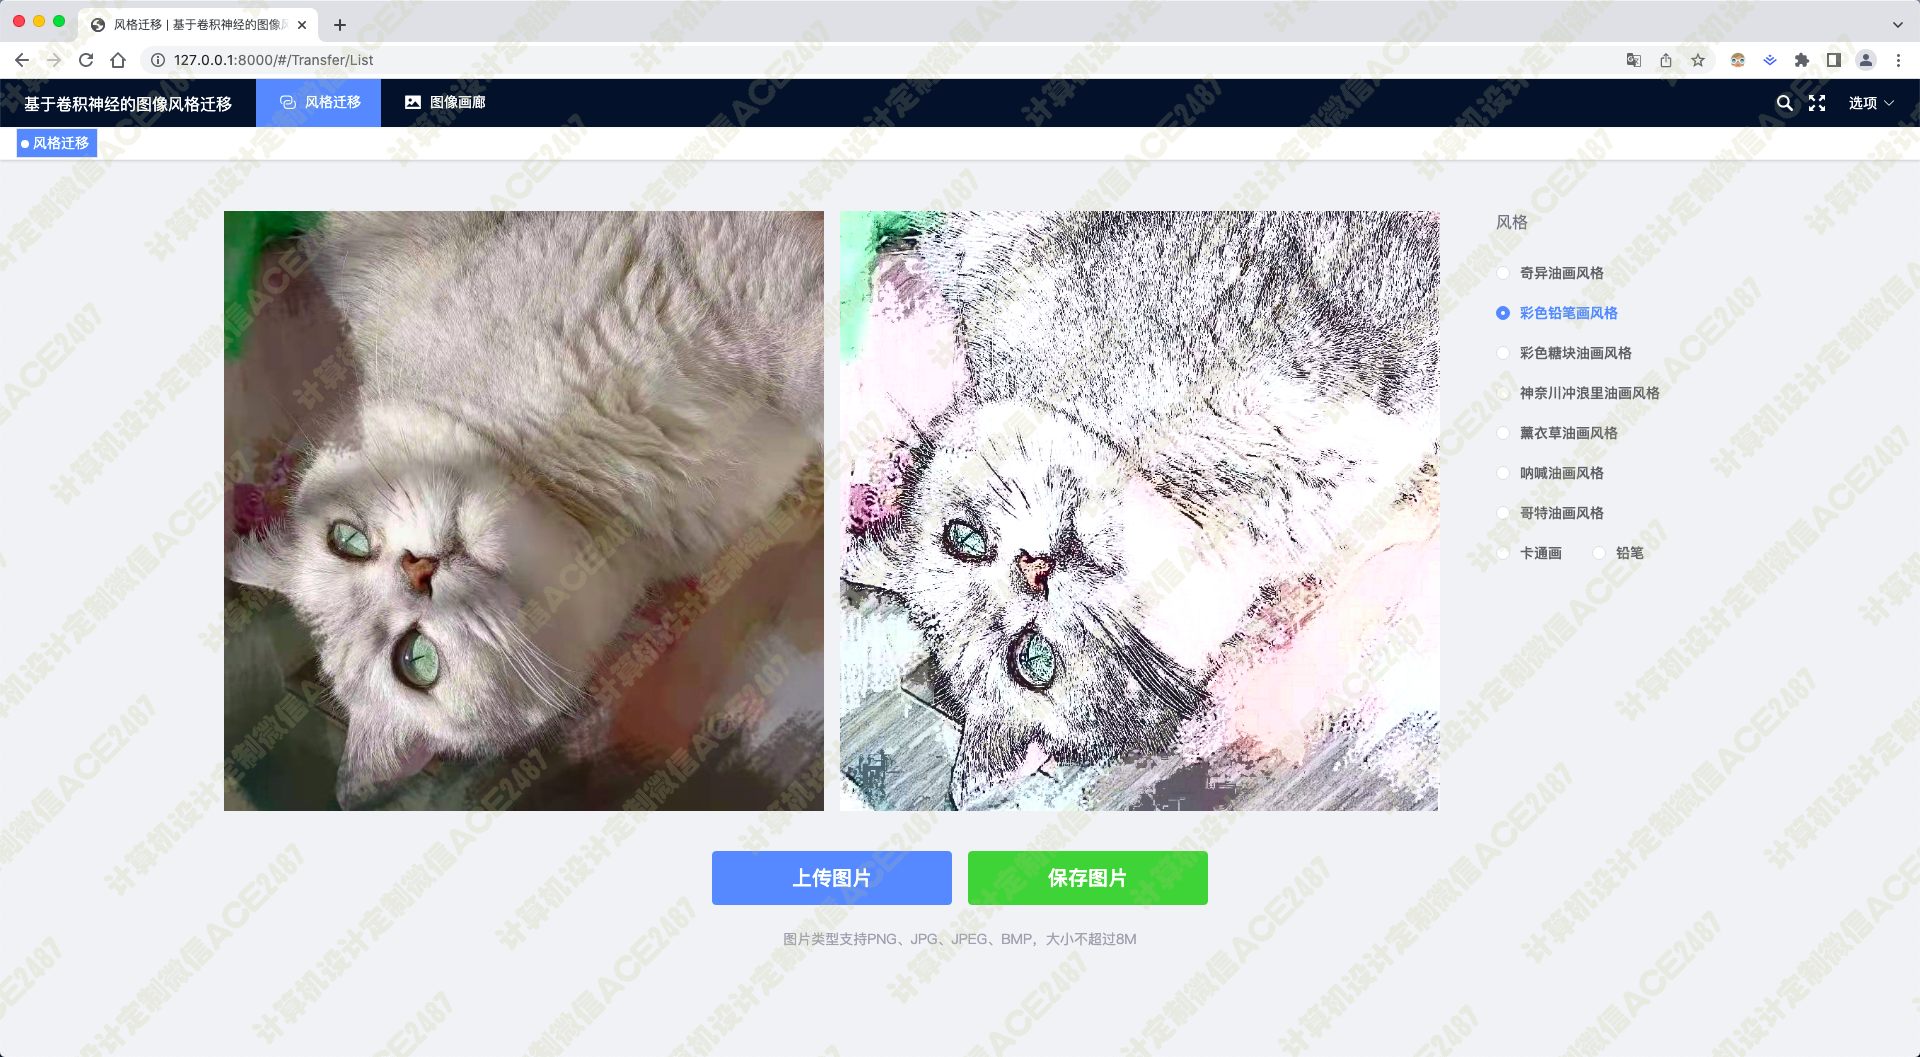 风格迁移 | 基于卷积神经的图像风
127.0.0.1:8000/#/Transfer/List
基于卷积神经的图像风格迁移
风格迁移
图像画廊
选项
风格迁移
风格
奇异油画风格
彩色铅笔画风格
彩色糖块油画风格
神奈川冲浪里油画风格
薰衣草油画风格
呐喊油画风格
哥特油画风格
卡通画
铅笔
上传图片
保存图片
图片类型支持PNG、JPG、JPEG、BMP，大小不超过8M
计算机设计定制微信ACE2487